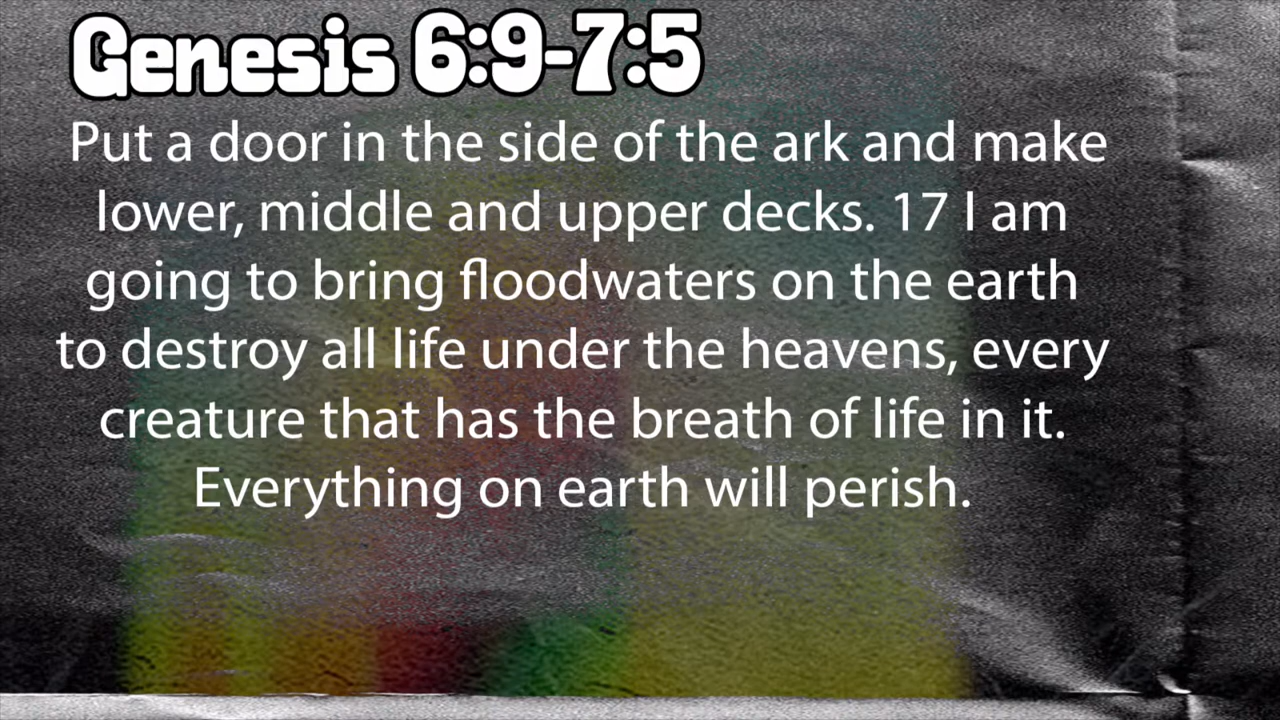 Genesis 6:9-7:5
Put a door in the side of the ark and make
lower, middle and upper decks. 17 I am
going to bring floodwaters on the earth
to destroy all life under the heavens, every
creature that has the breath of life in it.
Everything on earth will perish.